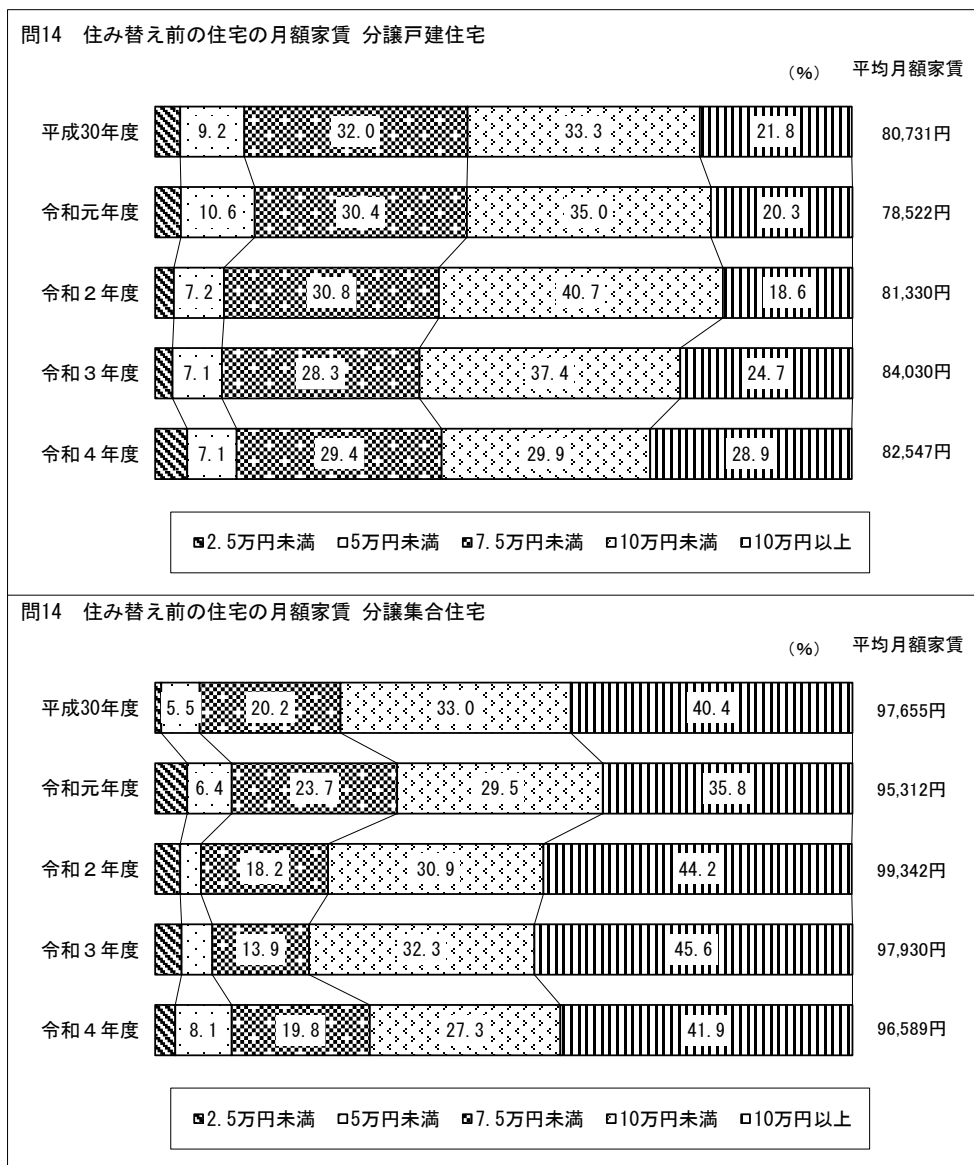 問14 住み替え前の住宅の月額家賃 分譲戸建住宅
(%) 平均月額家賃
平成30年度 9.2 32.0 33.3 21.8 80,731円
令和元年度 10.6 30.4 35.0 20.3 78,522円
令和2年度 7.2 30.8 40.7 18.6 81,330円
令和3年度 7.1 28.3 37.4 24.7 84,030円
令和4年度 7.1 29.4 29.9 28.9 82,547円
2.5万円未満 5万円未満 7.5万円未満 10万円未満 10万円以上
問14 住み替え前の住宅の月額家賃 分譲集合住宅
(%) 平均月額家賃
平成30年度 5.5 20.2 33.0 40.4 97,655円
令和元年度 6.4 23.7 29.5 35.8 95,312円
令和2年度 18.2 30.9 44.2 99,342円
令和3年度 13.9 32.3 45.6 97,930円
令和4年度 8.1 19.8 27.3 41.9 96,589円
2.5万円未満 5万円未満 7.5万円未満 10万円未満 10万円以上